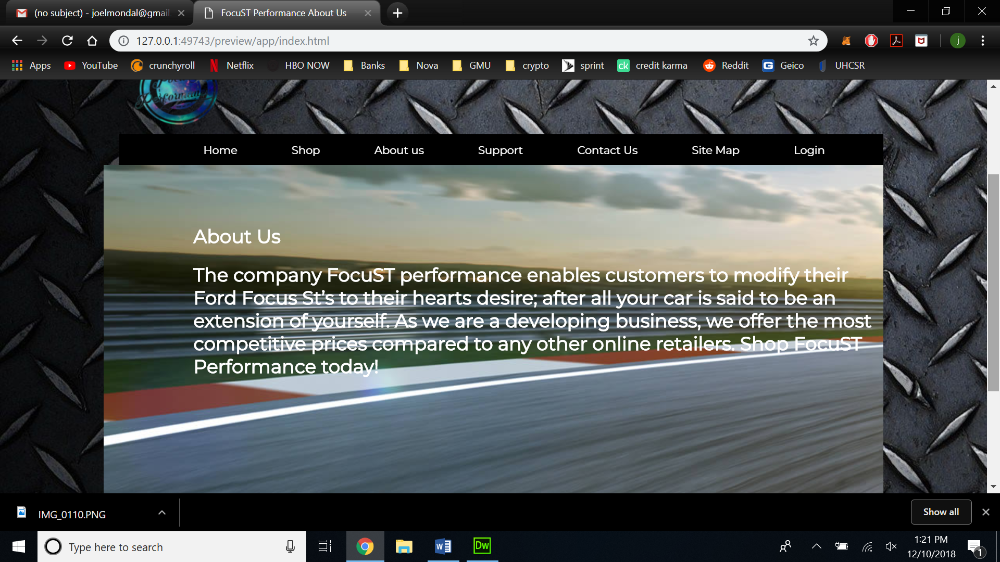 (no subject) - joelmondal@gmail
FocuST Performance About Us
127.0.0.1:49743/preview/app/index.html
j
Apps
YouTube
crunchyroll
Netflix
HBO NOW
Banks
Nova
GMU
crypto
sprint
ck
credit karma
Reddit
G
Geico
UHCSR
Performance
Home
Shop
About us
Support
Contact Us
Site Map
Login
About Us
The company FocuST performance enables customers to modify their
Ford Focus St’s to their hearts desire; after all your car is said to be an
extension of yourself. As we are a developing business, we offer the most
competitive prices compared to any other online retailers. Shop FocuST
Performance today!
IMG_0110.PNG
Show all
Type here to search
W
Dw
1:21 PM
12/10/2018
1